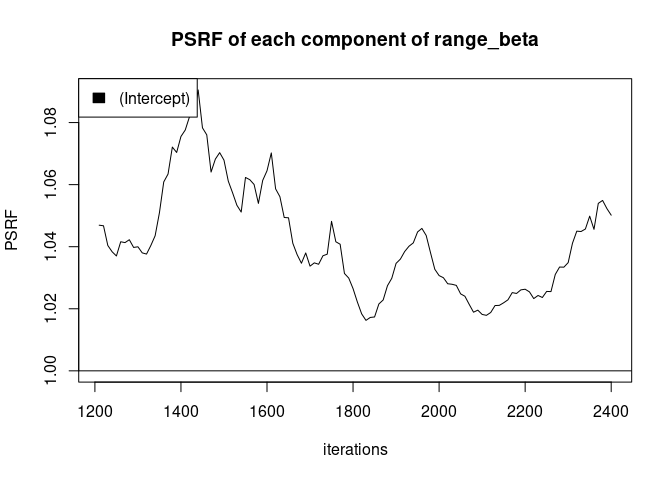 PSRF of each component of range_beta
(Intercept)
PSRF
1.08
1.06
1.04
1.02
1.00
1200 1400 1600 1800 2000 2200 2400
iterations